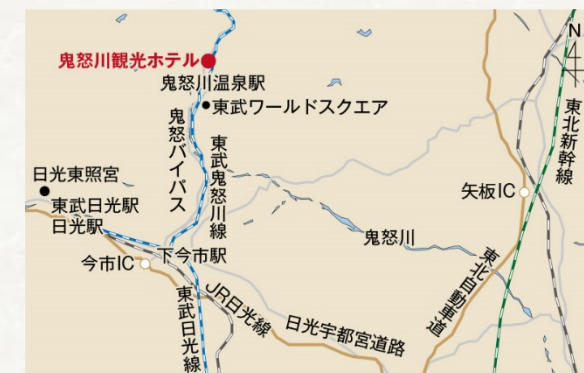 鬼怒川観光ホテル
N
鬼怒川温泉駅
東武ワールドスクエア
鬼怒バイパス
東武鬼怒川線
東北新幹線
日光東照宮
東武日光駅
日光駅
矢板IC
鬼怒川
下今市駅
今市IC
東北自動車道
JR日光線
東武日光線
日光宇都宮道路